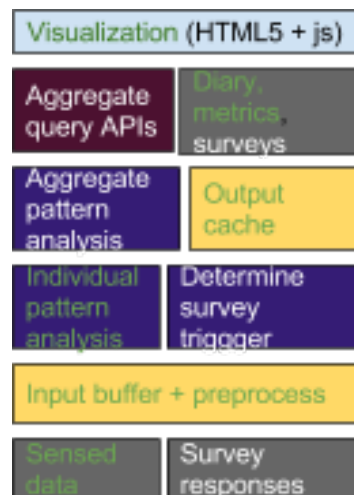 Visualization (HTML5 + js)
Aggregate
query APIs
Diary,
metrics,
surveys
Aggregate
pattern
analysis
Output
cache
Individual
pattern
analysis
Determine
survey
triggger
Input buffer + preprocess
Sensed
data
Survey
responses